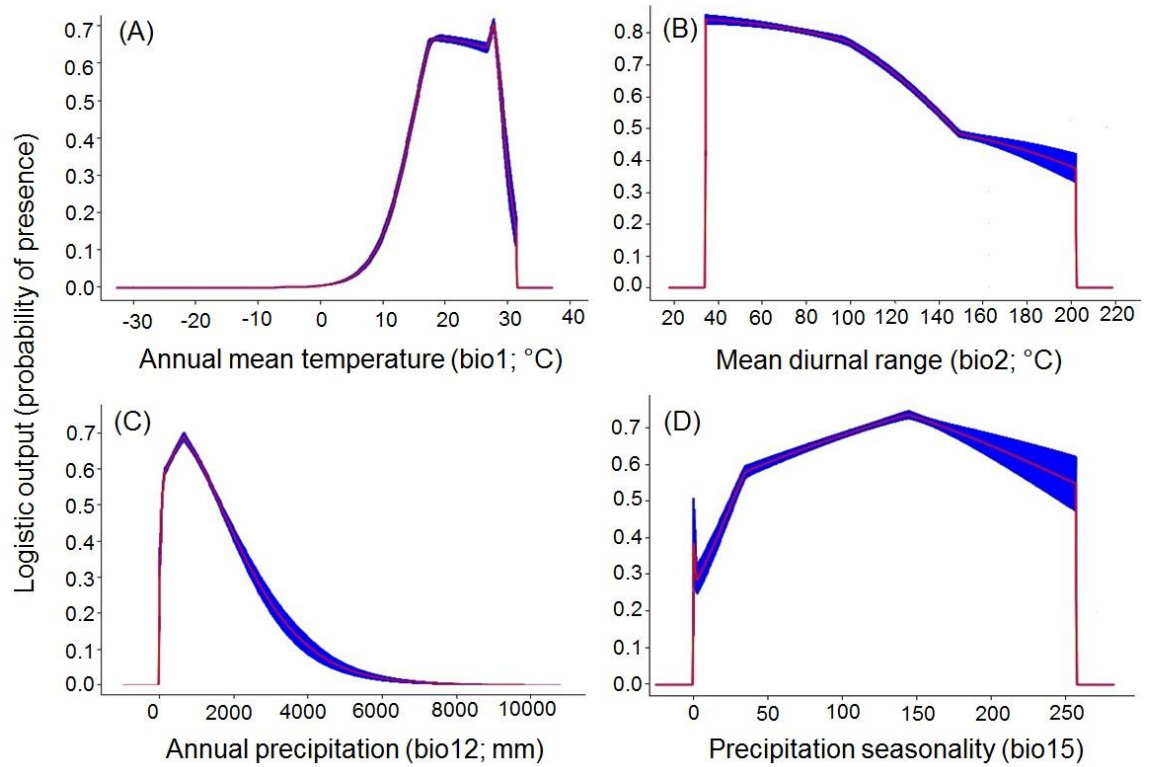 Logistic output (probability of presence)
(A)
0.7
0.6
0.5
0.4
0.3
0.2
0.1
0.0
-30 -20 -10 0 10 20 30 40
Annual mean temperature (bio1; °C)
(B)
0.8
0.7
0.6
0.5
0.4
0.3
0.2
0.1
0.0
20 40 60 80 100 120 140 160 180 200 220
Mean diurnal range (bio2; °C)
(C)
0.7
0.6
0.5
0.4
0.3
0.2
0.1
0.0
0 2000 4000 6000 8000 10000
Annual precipitation (bio12; mm)
(D)
0.7
0.6
0.5
0.4
0.3
0.2
0.1
0.0
0 50 100 150 200 250
Precipitation seasonality (bio15)